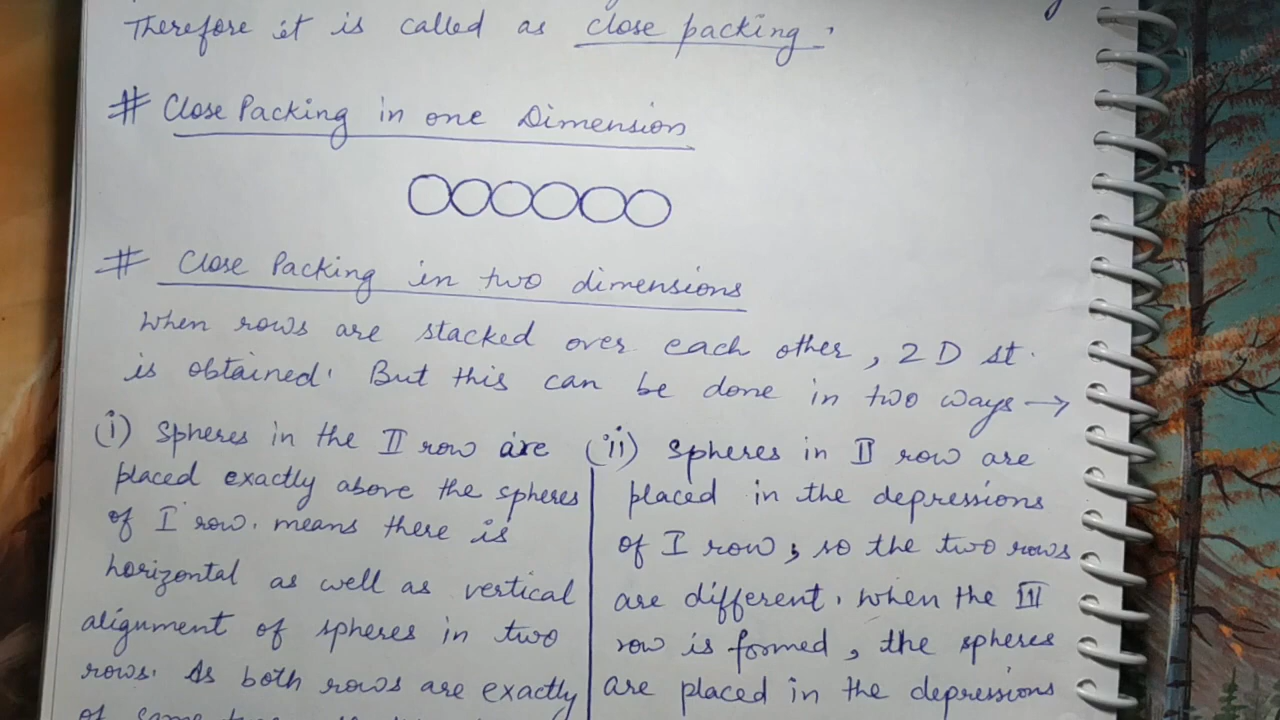 Therefore it is called as close packing.
# Close Packing in one Dimension
# Close Packing in two dimensions
When rows are stacked over each other, 2 D st.
is obtained. But this can be done in two ways →
(i) Spheres in the II row are
placed exactly above the spheres
of I row. means there is
horizontal as well as vertical
alignment of spheres in two
rows. As both rows are exactly
of same
(ii) Spheres in II row are
placed in the depressions
of I row, so the two rows
are different. When the III
row is formed, the spheres
are placed in the depressions